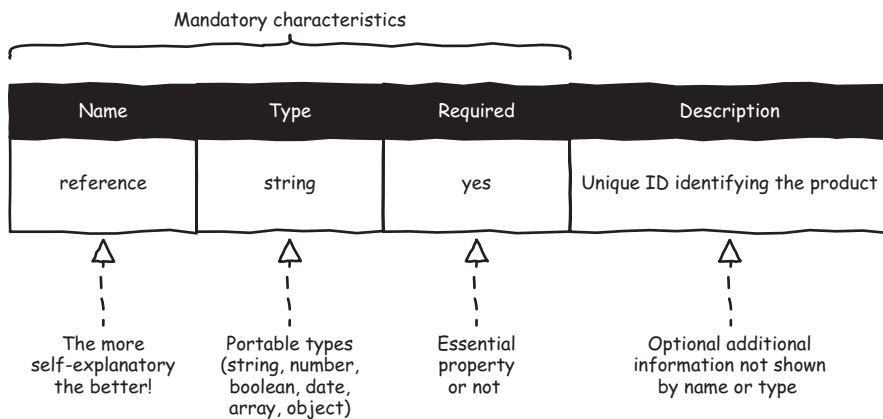 Mandatory characteristics
Name Type Required Description
reference string yes Unique ID identifying the product
The more
self-explanatory
the better!
Portable types
(string, number,
boolean, date,
array, object)
Essential
property
or not
Optional additional
information not shown
by name or type